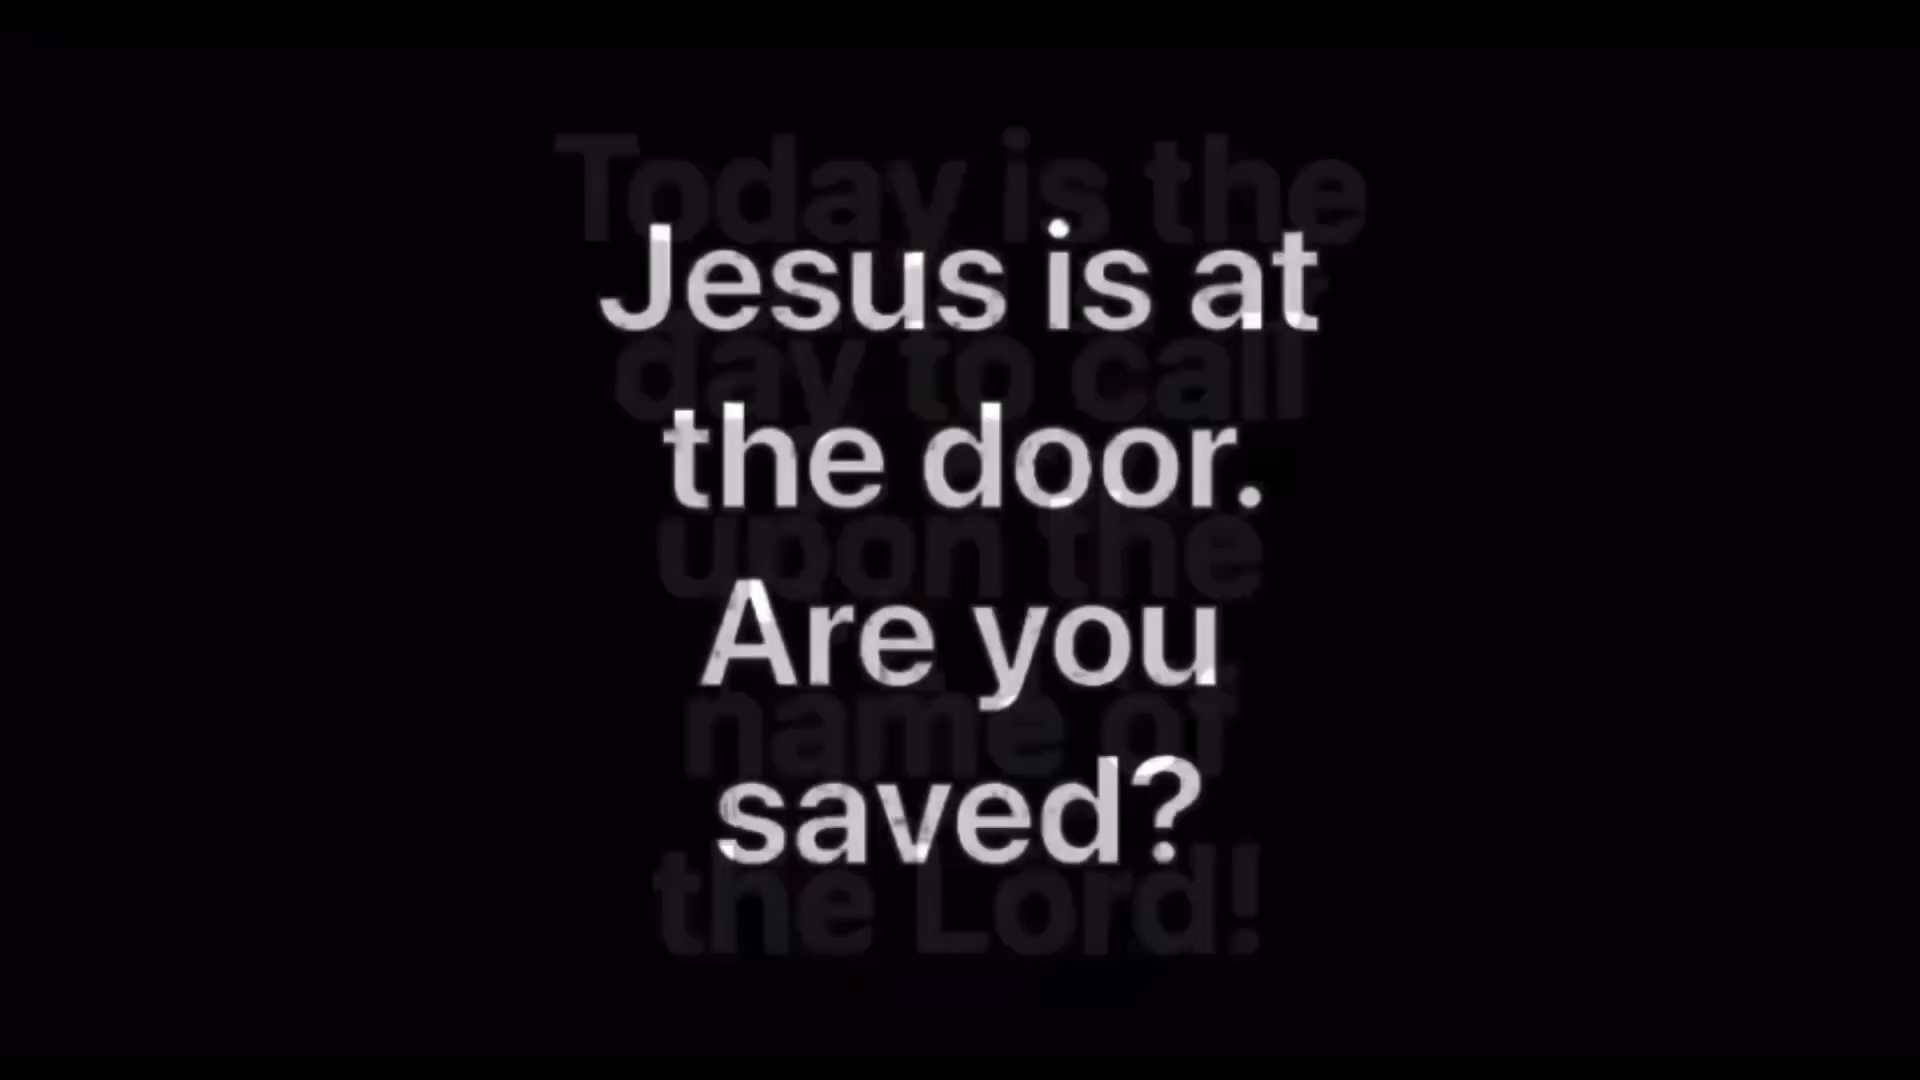 Today is the
Jesus is at
day to call
the door.
upon the
Are you
name of
saved?
the Lord!